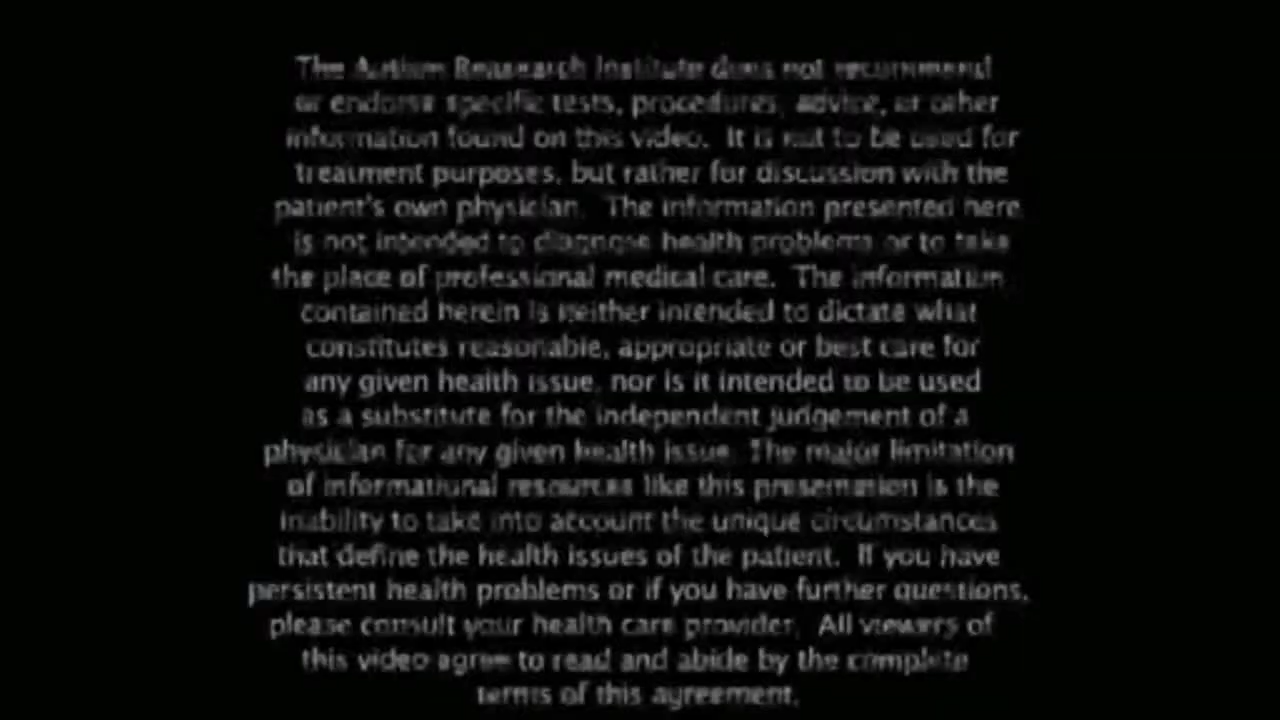 The Autism Research Institute does not recommend
or endorse specific tests, procedures, advice, or other
information found on this video. It is not to be used for
treatment purposes, but rather for discussion with the
patient's own physician. The information presented here
is not intended to diagnose health problems or to take
the place of professional medical care. The information
contained herein is neither intended to dictate what
constitutes reasonable, appropriate or best care for
any given health issue, nor is it intended to be used
as a substitute for the independent judgement of a
physician for any given health issue. The major limitation
of informational resources like this presentation is the
inability to take into account the unique circumstances
that define the health issues of the patient. If you have
persistent health problems or if you have further questions,
please consult your health care provider. All viewers of
this video agree to read and abide by the complete
terms of this agreement.